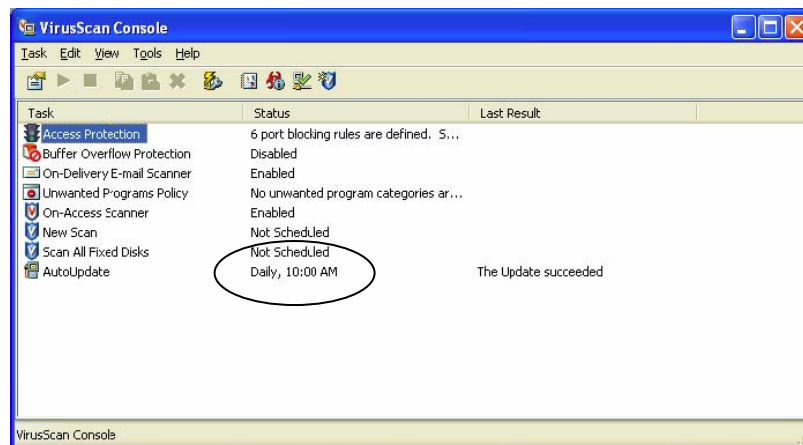 VirusScan Console
Task Edit View Tools Help
Task Status Last Result
Access Protection 6 port blocking rules are defined. S...
Buffer Overflow Protection Disabled
On-Delivery E-mail Scanner Enabled
Unwanted Programs Policy No unwanted program categories ar...
On-Access Scanner Enabled
New Scan Not Scheduled
Scan All Fixed Disks Not Scheduled
AutoUpdate Daily, 10:00 AM The Update succeeded
VirusScan Console